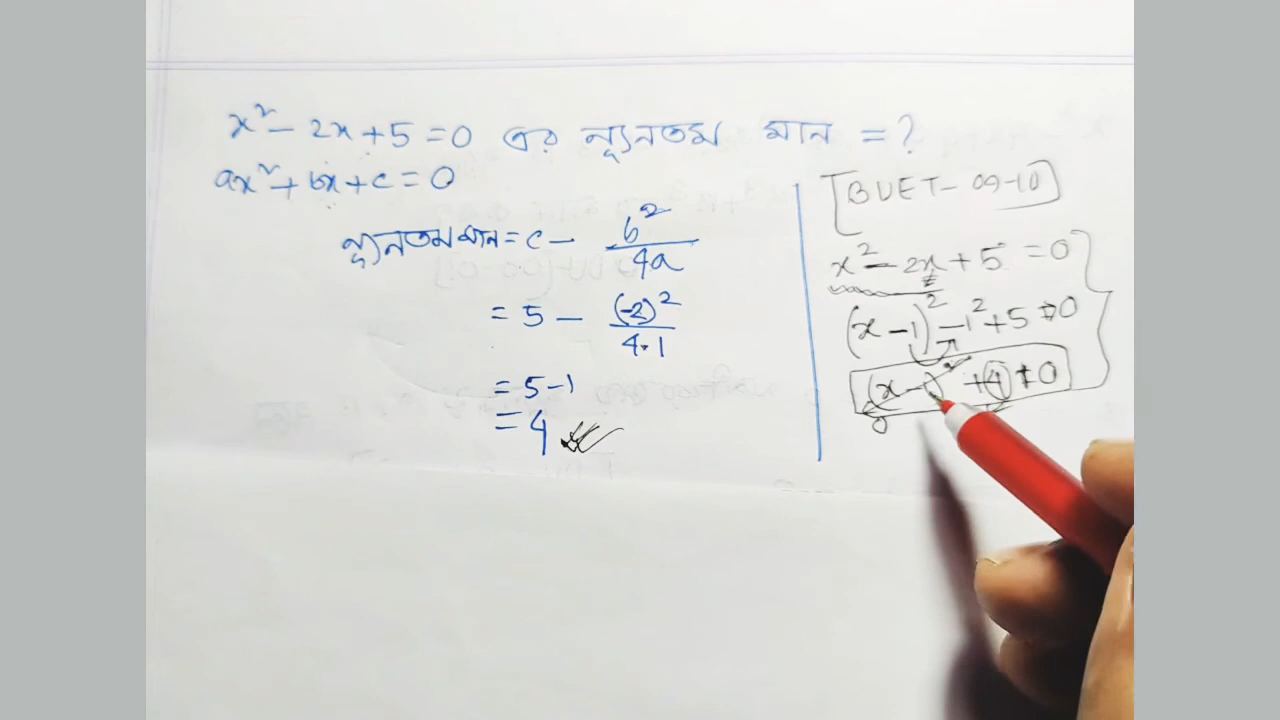 x² - 2x + 5 = 0 এর ন্যূনতম মান = ?
ax² + bx + c = 0
ন্যূনতম মান = c - b²/4a
= 5 - (-2)²/4·1
= 5 - 1
= 4
[BUET - 09-10]
x² - 2x + 5 = 0
(x - 1)² - 1² + 5 = 0
(x - 1)² + 4 = 0
0